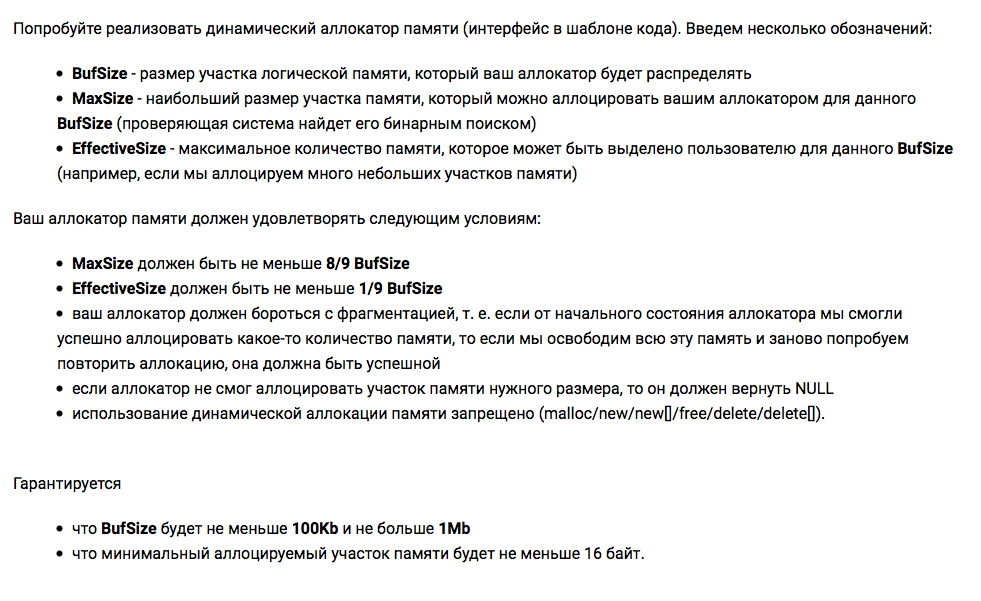 Попробуйте реализовать динамический аллокатор памяти (интерфейс в шаблоне кода). Введем несколько обозначений:
• BufSize - размер участка логической памяти, который ваш аллокатор будет распределять
• MaxSize - наибольший размер участка памяти, который можно аллоцировать вашим аллокатором для данного
BufSize (проверяющая система найдет его бинарным поиском)
• EffectiveSize - максимальное количество памяти, которое может быть выделено пользователю для данного BufSize
(например, если мы аллоцируем много небольших участков памяти)
Ваш аллокатор памяти должен удовлетворять следующим условиям:
• MaxSize должен быть не меньше 8/9 BufSize
• EffectiveSize должен быть не меньше 1/9 BufSize
• ваш аллокатор должен бороться с фрагментацией, т. е. если от начального состояния аллокатора мы смогли
успешно аллоцировать какое-то количество памяти, то если мы освободим всю эту память и заново попробуем
повторить аллокацию, она должна быть успешной
• если аллокатор не смог аллоцировать участок памяти нужного размера, то он должен вернуть NULL
• использование динамической аллокации памяти запрещено (malloc/new/new[]/free/delete/delete[]).
Гарантируется
• что BufSize будет не меньше 100Kb и не больше 1Mb
• что минимальный аллоцируемый участок памяти будет не меньше 16 байт.